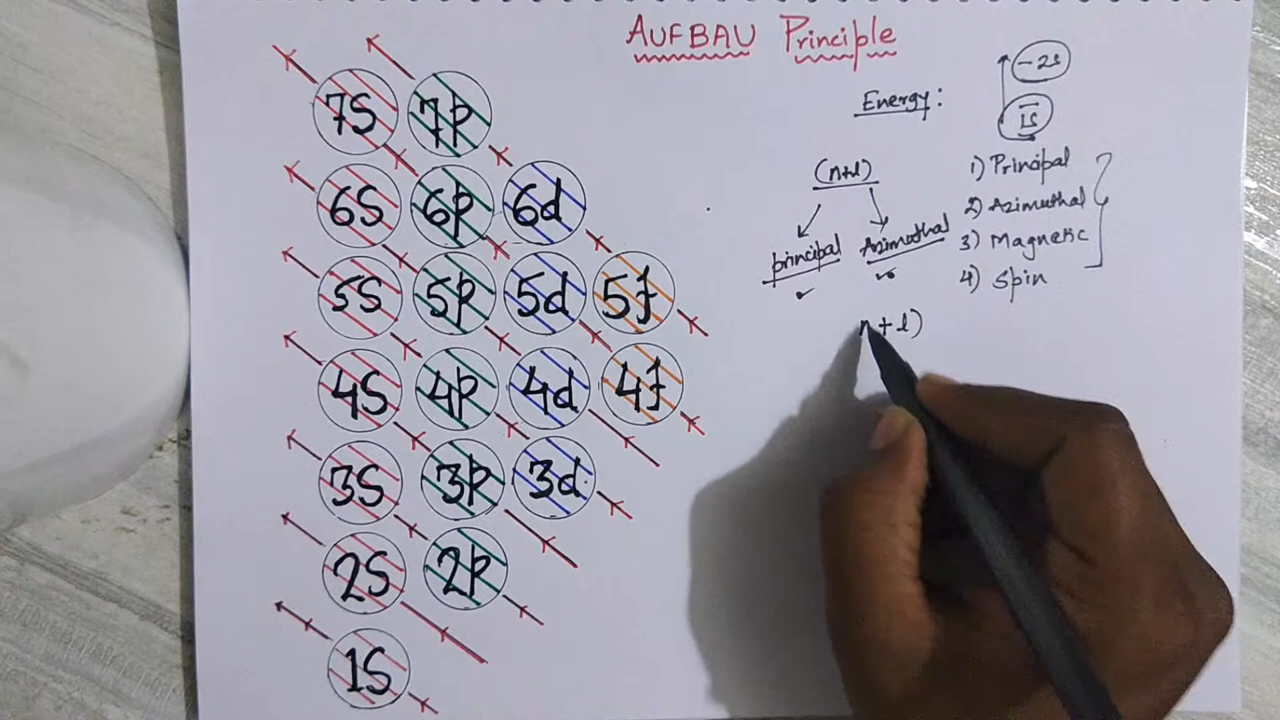 AUFBAU Principle
7S 7P
6S 6P 6d
5S 5P 5d 5f
4S 4P 4d 4f
3S 3P 3d
2S 2P
1S
Energy:
-2s
1s
(n+l)
principal Azimuthal
1) Principal
2) Azimuthal
3) Magnetic
4) Spin
n+l)